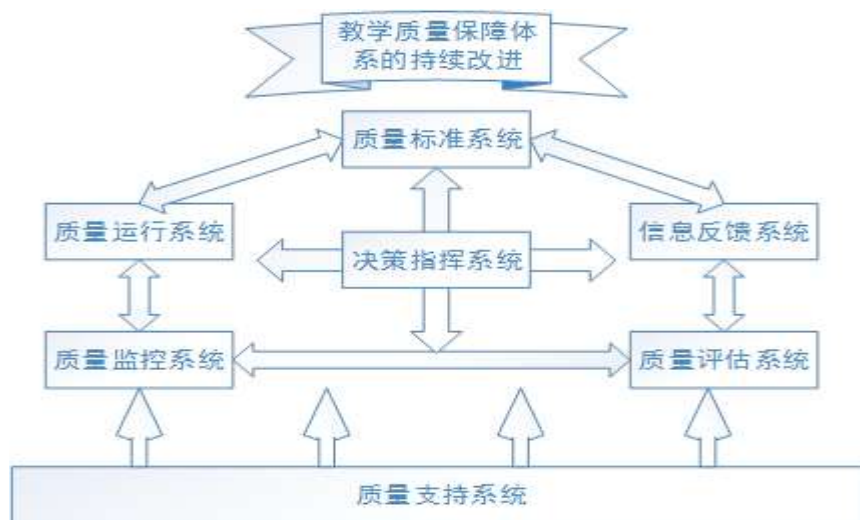 教学质量保障体
系的持续改进
质量标准系统
质量运行系统
决策指挥系统
信息反馈系统
质量监控系统
质量评估系统
质量支持系统